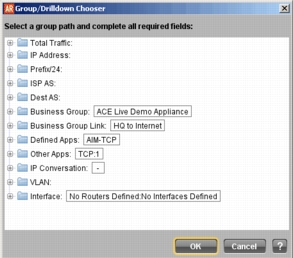 AR Group/Drilldown Chooser
Select a group path and complete all required fields:
Total Traffic:
IP Address:
Prefix/24:
ISP AS:
Dest AS:
Business Group: ACE Live Demo Appliance
Business Group Link: HQ to Internet
Defined Apps: AIM-TCP
Other Apps: TCP:1
IP Conversation: -
VLAN:
Interface: No Routers Defined:No Interfaces Defined
OK Cancel ?